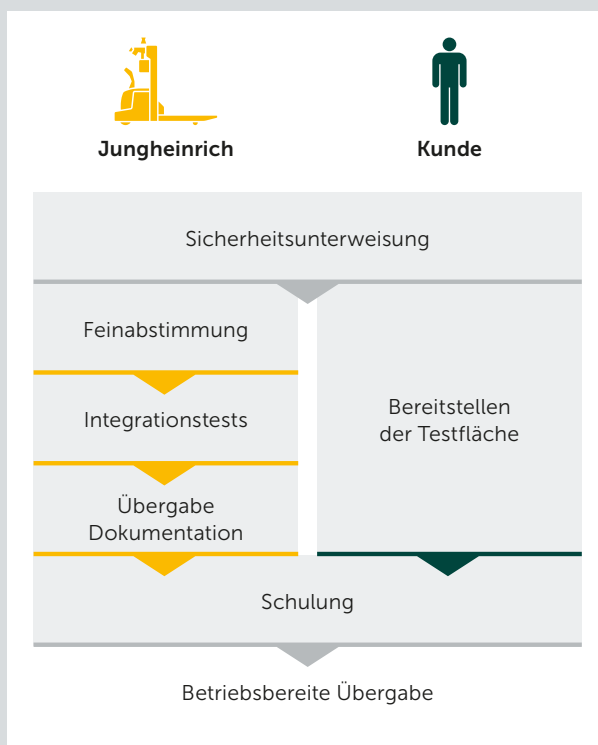 Jungheinrich
Kunde
Sicherheitsunterweisung
Feinabstimmung
Integrationstests
Übergabe
Dokumentation
Bereitstellen
der Testfläche
Schulung
Betriebsbereite Übergabe